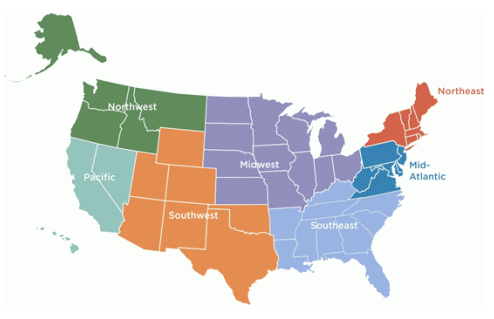 Northwest
Northeast
Midwest
Mid-
Atlantic
Pacific
Southwest
Southeast